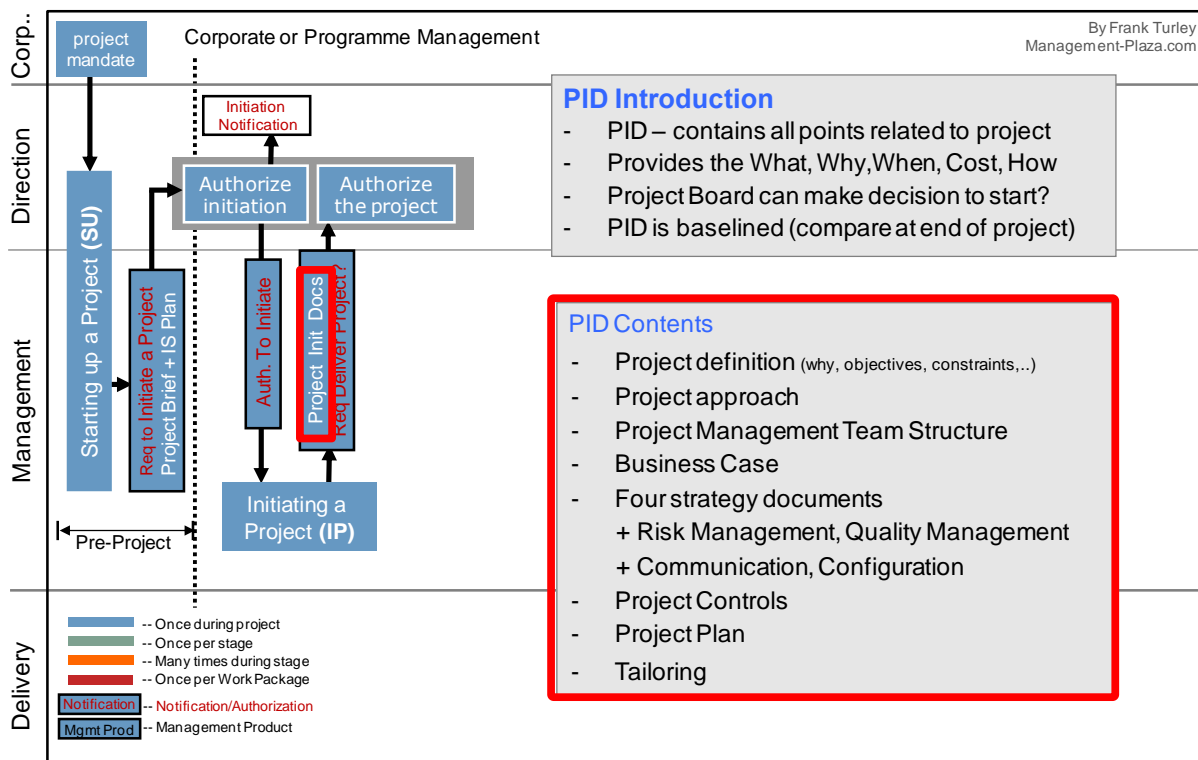 Corp..
project
mandate
Corporate or Programme Management
By Frank Turley
Management-Plaza.com
Direction
Initiation
Notification
Authorize
initiation
Authorize
the project
PID Introduction
- PID – contains all points related to project
- Provides the What, Why,When, Cost, How
- Project Board can make decision to start?
- PID is baselined (compare at end of project)
Management
Starting up a Project (SU)
Req to Initiate a Project
Project Brief + IS Plan
Auth. To Initiate
Project Init Docs
Req Deliver Project?
Initiating a
Project (IP)
Pre-Project
PID Contents
- Project definition (why, objectives, constraints,..)
- Project approach
- Project Management Team Structure
- Business Case
- Four strategy documents
+ Risk Management, Quality Management
+ Communication, Configuration
- Project Controls
- Project Plan
- Tailoring
Delivery
-- Once during project
-- Once per stage
-- Many times during stage
-- Once per Work Package
Notification -- Notification/Authorization
Mgmt Prod -- Management Product